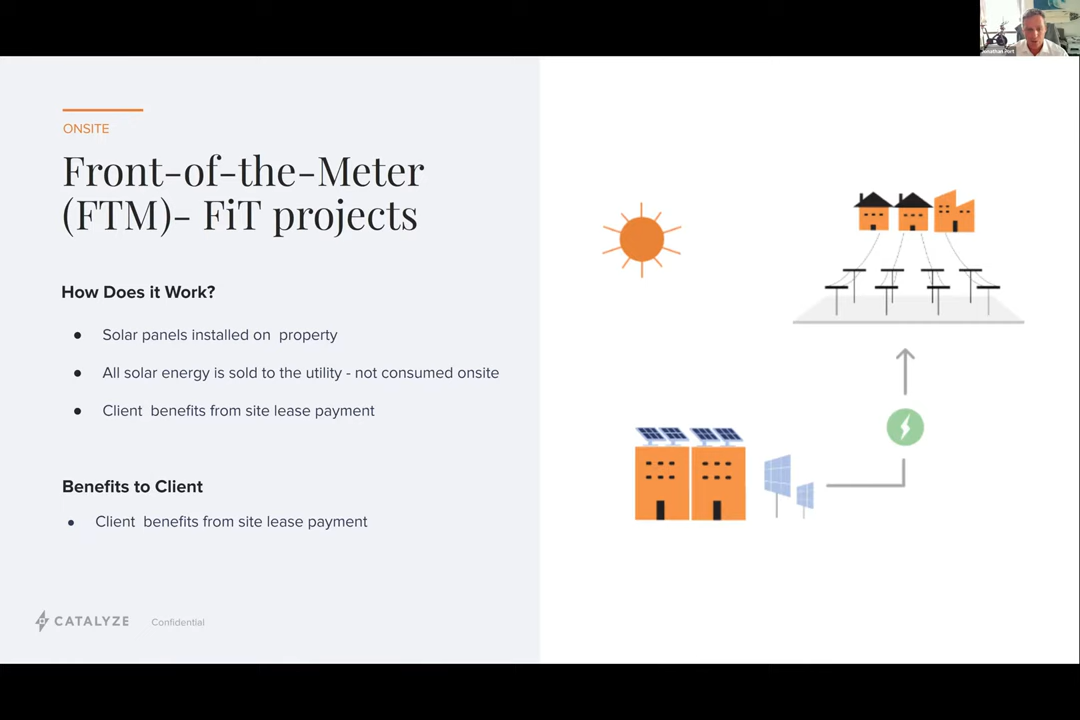 Jonathan Port
ONSITE
Front-of-the-Meter
(FTM)- FiT projects
How Does it Work?
● Solar panels installed on property
● All solar energy is sold to the utility - not consumed onsite
● Client benefits from site lease payment
Benefits to Client
● Client benefits from site lease payment
CATALYZE
Confidential